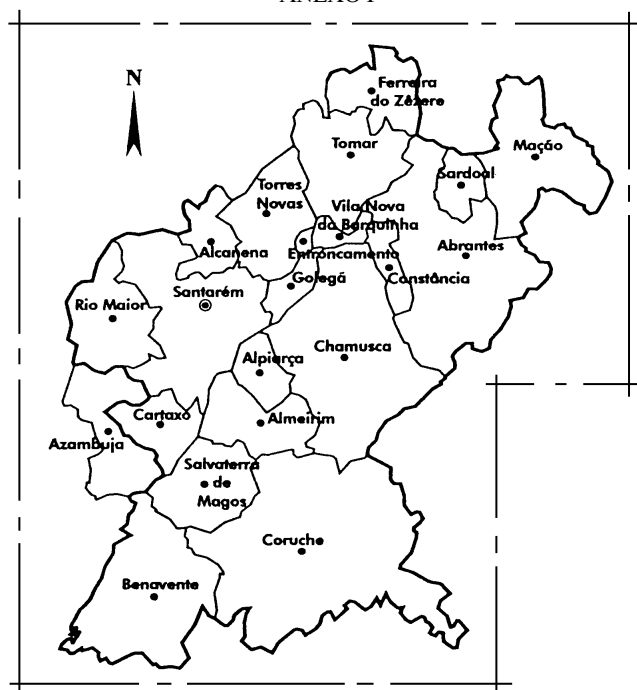 ANEXO I
N
Ferreira
do Zêzere
Tomar
Mação
Sardoal
Torres
Novas
Vila Nova
da Barquinha
Alcanena
Entroncamento
Abrantes
Golegã
Constância
Santarém
Rio Maior
Chamusca
Alpiarça
Cartaxo
Almeirim
Azambuja
Salvaterra
de
Magos
Coruche
Benavente